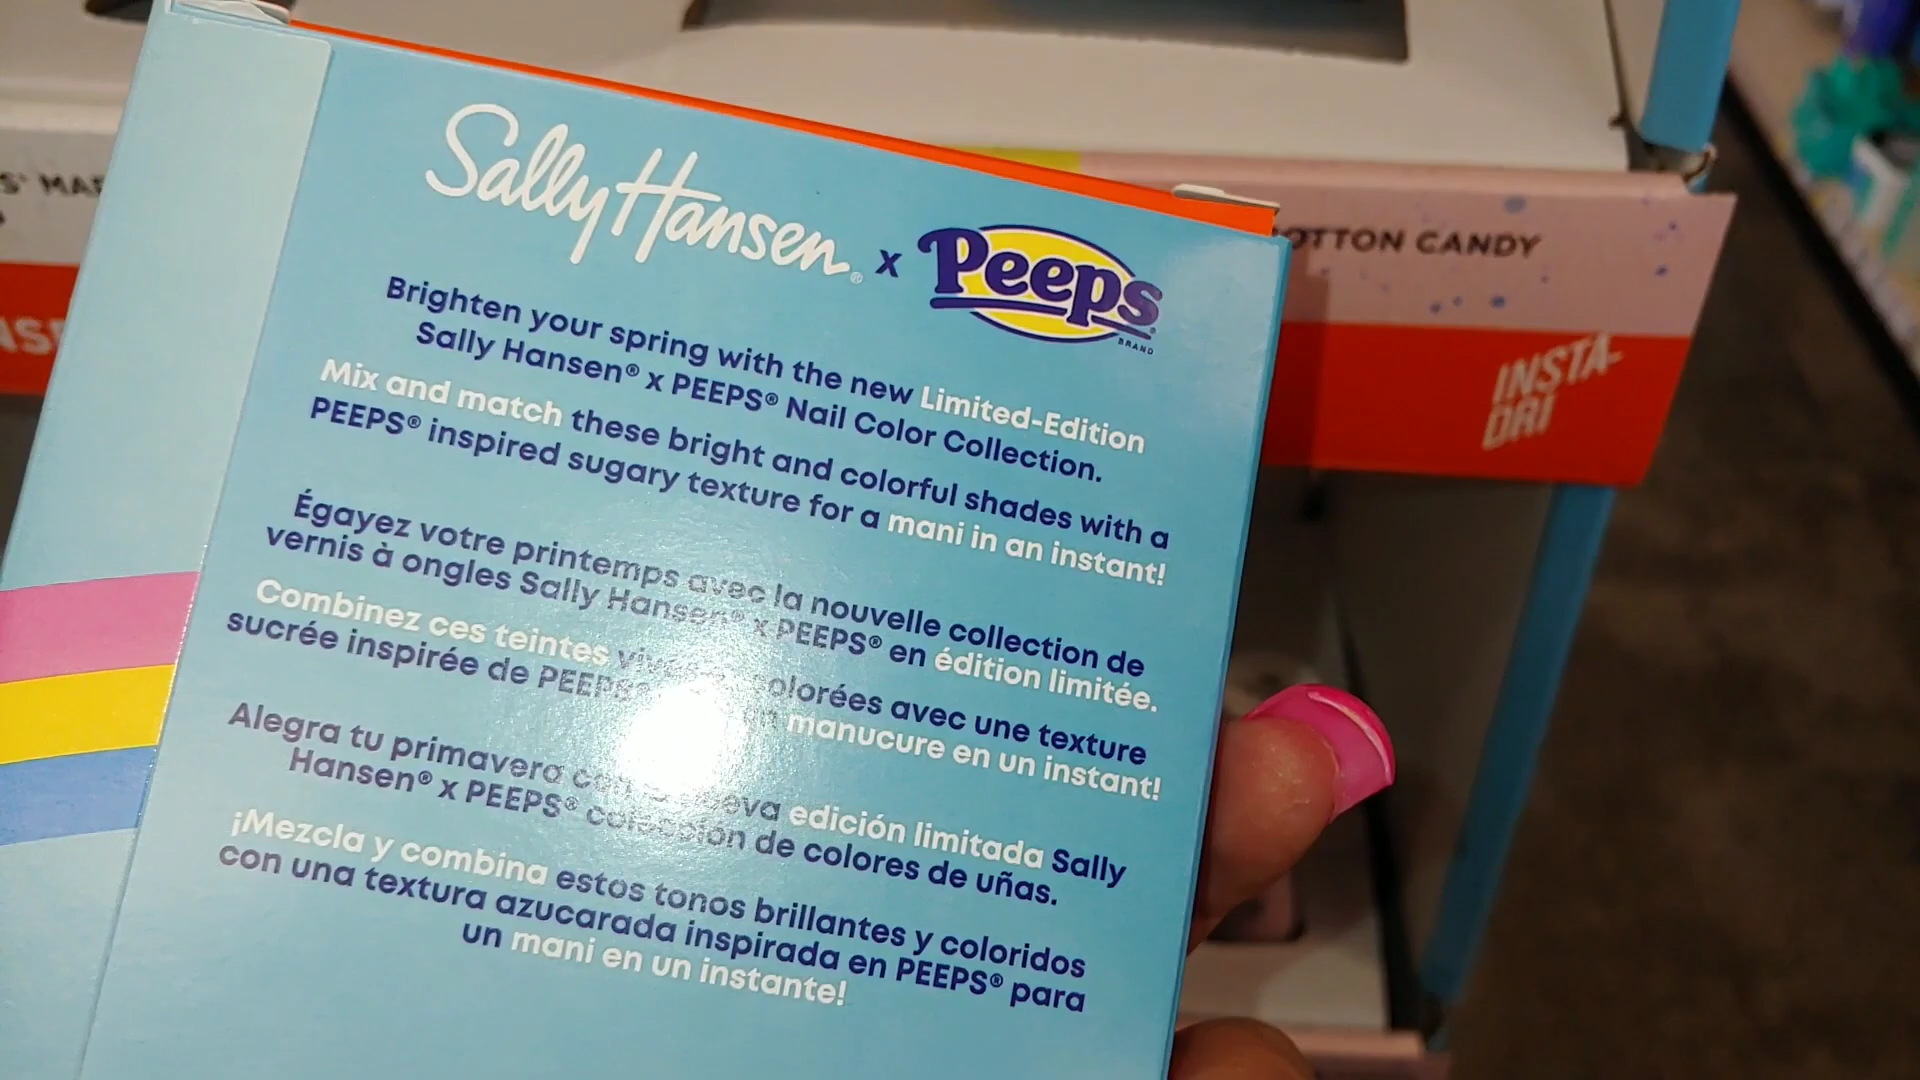 Sally Hansen® x Peeps
BRAND
Brighten your spring with the new Limited-Edition
Sally Hansen® x PEEPS® Nail Color Collection.
Mix and match these bright and colorful shades with a
PEEPS® inspired sugary texture for a mani in an instant!
Égayez votre printemps avec la nouvelle collection de
vernis à ongles Sally Hansen® x PEEPS® en édition limitée.
Combinez ces teintes colorées avec une texture
sucrée inspirée de PEEPS® manucure en un instant!
Alegra tu primavera edición limitada Sally
Hansen® x PEEPS® colección de colores de uñas.
¡Mezcla y combina estos tonos brillantes y coloridos
con una textura azucarada inspirada en PEEPS® para
un mani en un instante!
COTTON CANDY
INSTA-
DRI